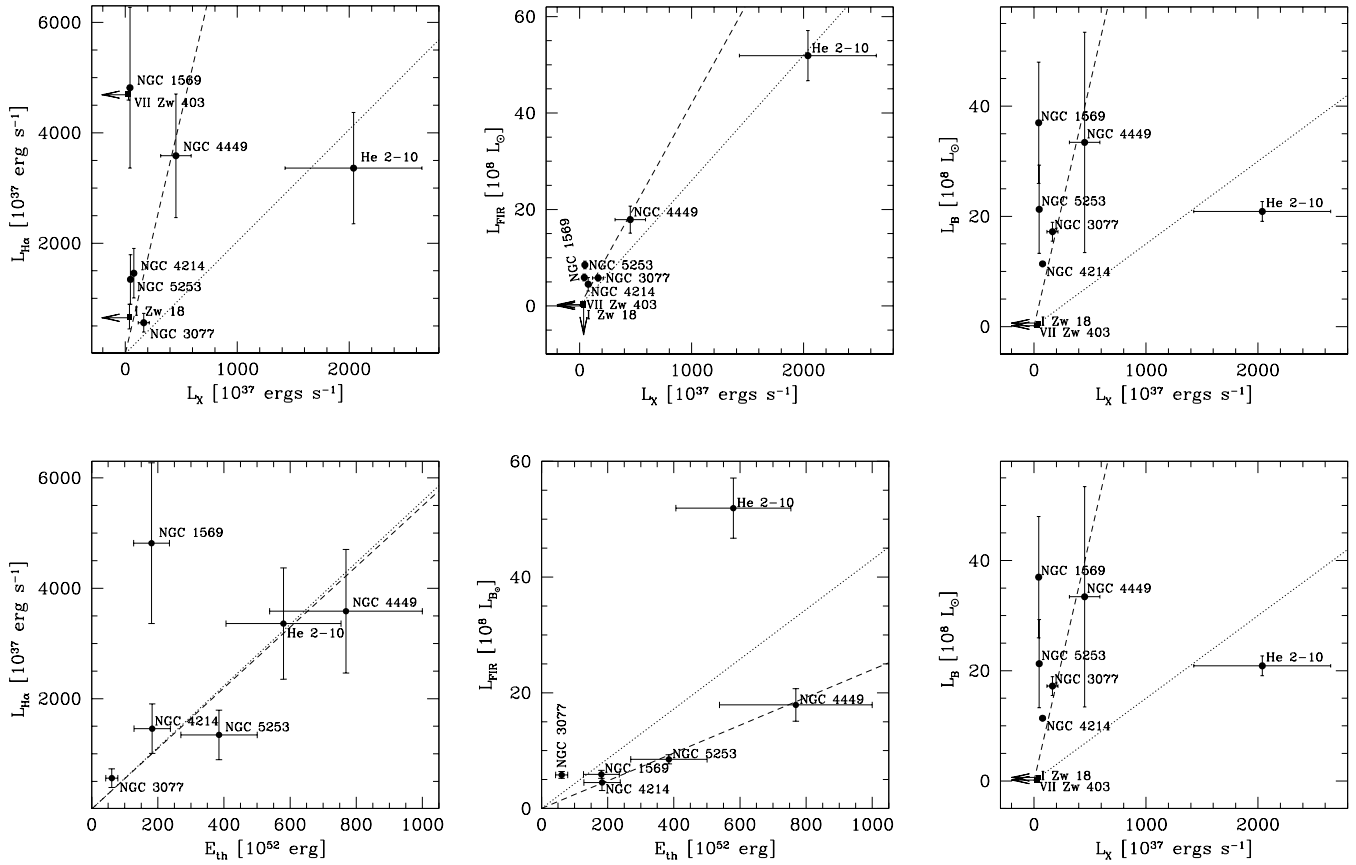 6000
4000
2000
L_Hα [10^37 erg s^−1]
NGC 1569
VII Zw 403
NGC 4449
He 2−10
NGC 4214
NGC 5253
I Zw 18
NGC 3077
0 1000 2000
L_X [10^37 ergs s^−1]
60
40
20
0
L_FIR [10^8 L_⊙]
He 2−10
NGC 4449
NGC 1569
NGC 5253
NGC 3077
NGC 4214
VII Zw 403
I Zw 18
0 1000 2000
L_X [10^37 ergs s^−1]
40
20
0
L_B [10^8 L_⊙]
NGC 1569
NGC 4449
NGC 5253
NGC 3077
He 2−10
NGC 4214
I Zw 18
VII Zw 403
0 1000 2000
L_X [10^37 ergs s^−1]
6000
4000
2000
0
L_Hα [10^37 erg s^−1]
NGC 1569
NGC 4449
He 2−10
NGC 4214
NGC 5253
NGC 3077
0 200 400 600 800 1000
E_th [10^52 erg]
60
40
20
0
L_FIR [10^8 L_B⊙]
He 2−10
NGC 4449
NGC 3077
NGC 5253
NGC 1569
NGC 4214
0 200 400 600 800 1000
E_th [10^52 erg]
40
20
0
L_B [10^8 L_⊙]
NGC 1569
NGC 4449
NGC 5253
NGC 3077
He 2−10
NGC 4214
I Zw 18
VII Zw 403
0 1000 2000
L_X [10^37 ergs s^−1]